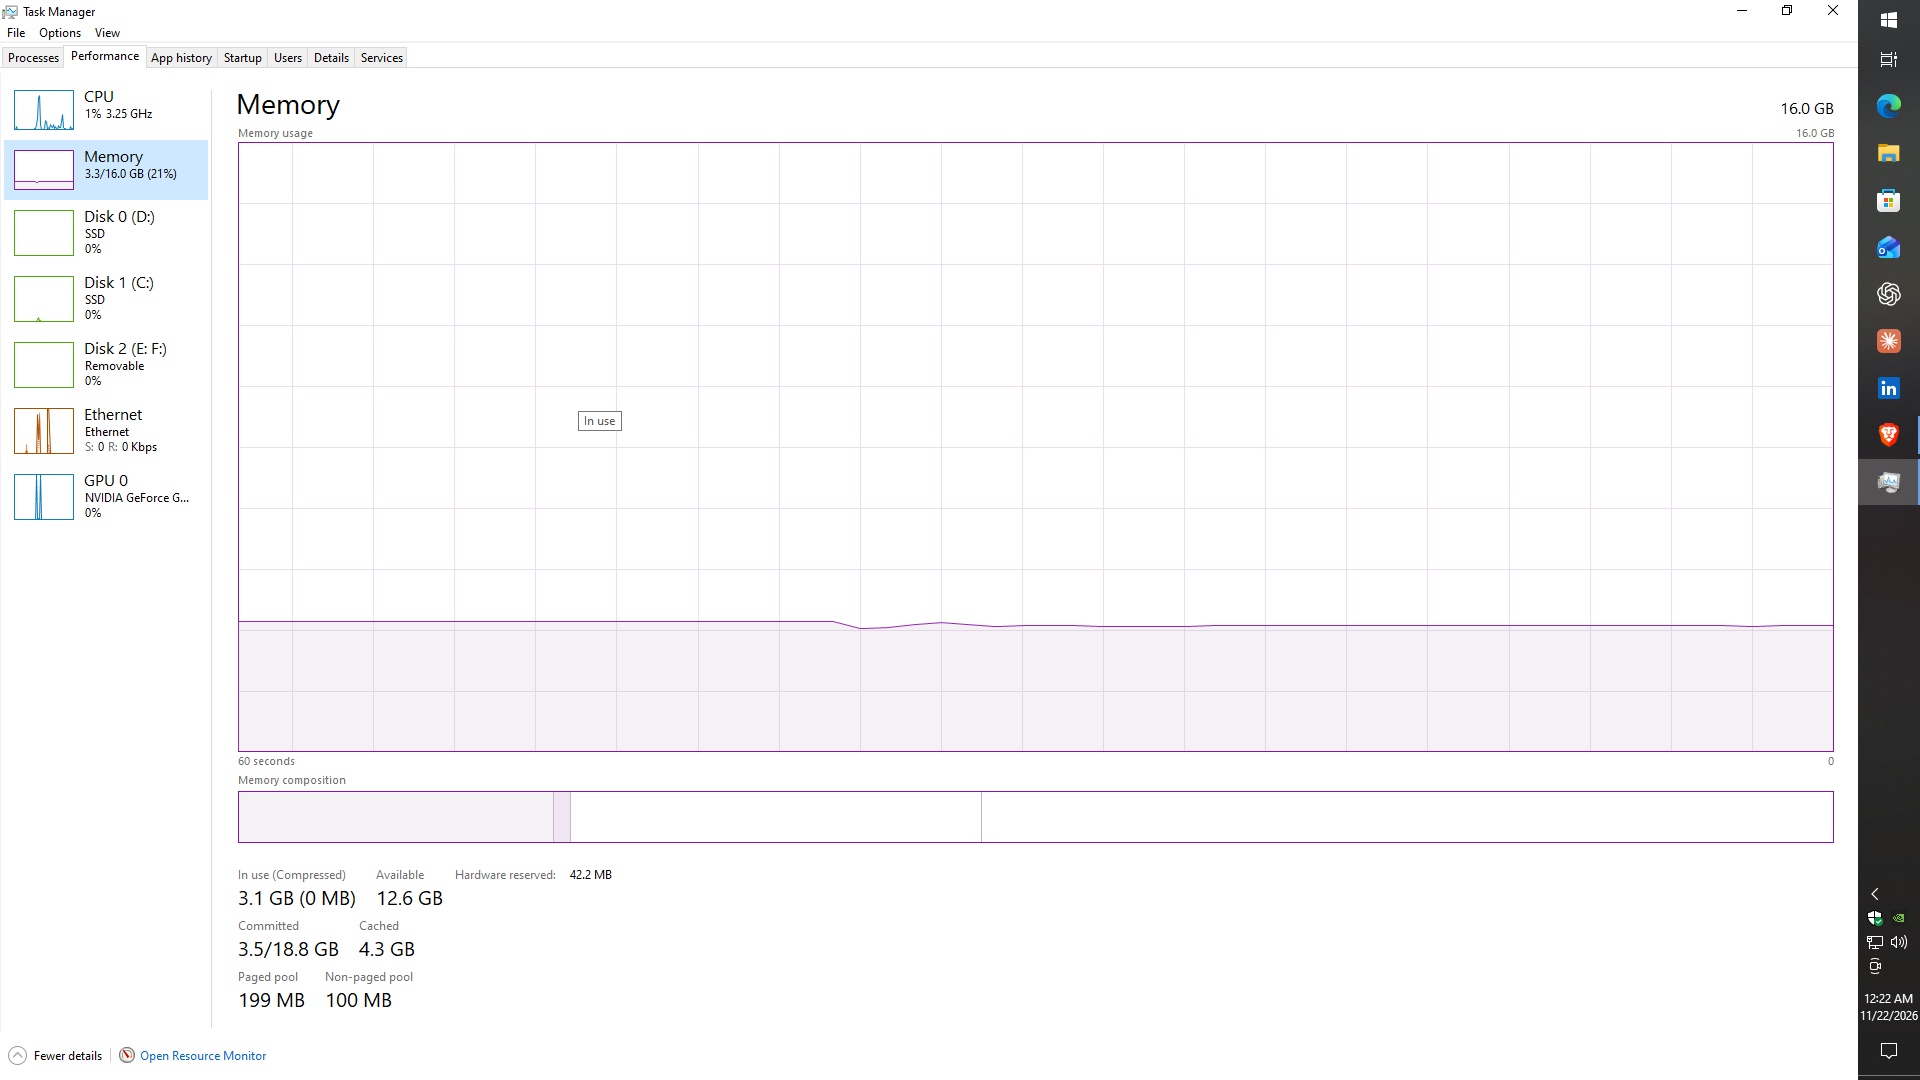 Task Manager
File Options View
Processes Performance App history Startup Users Details Services
CPU
1% 3.25 GHz
Memory
3.3/16.0 GB (21%)
Disk 0 (D:)
SSD
0%
Disk 1 (C:)
SSD
0%
Disk 2 (E: F:)
Removable
0%
Ethernet
Ethernet
S: 0 R: 0 Kbps
GPU 0
NVIDIA GeForce G...
0%
Memory 16.0 GB
Memory usage 16.0 GB
In use
60 seconds 0
Memory composition
In use (Compressed) Available Hardware reserved: 42.2 MB
3.1 GB (0 MB) 12.6 GB
Committed Cached
3.5/18.8 GB 4.3 GB
Paged pool Non-paged pool
199 MB 100 MB
Fewer details Open Resource Monitor
in
12:22 AM
11/22/2026